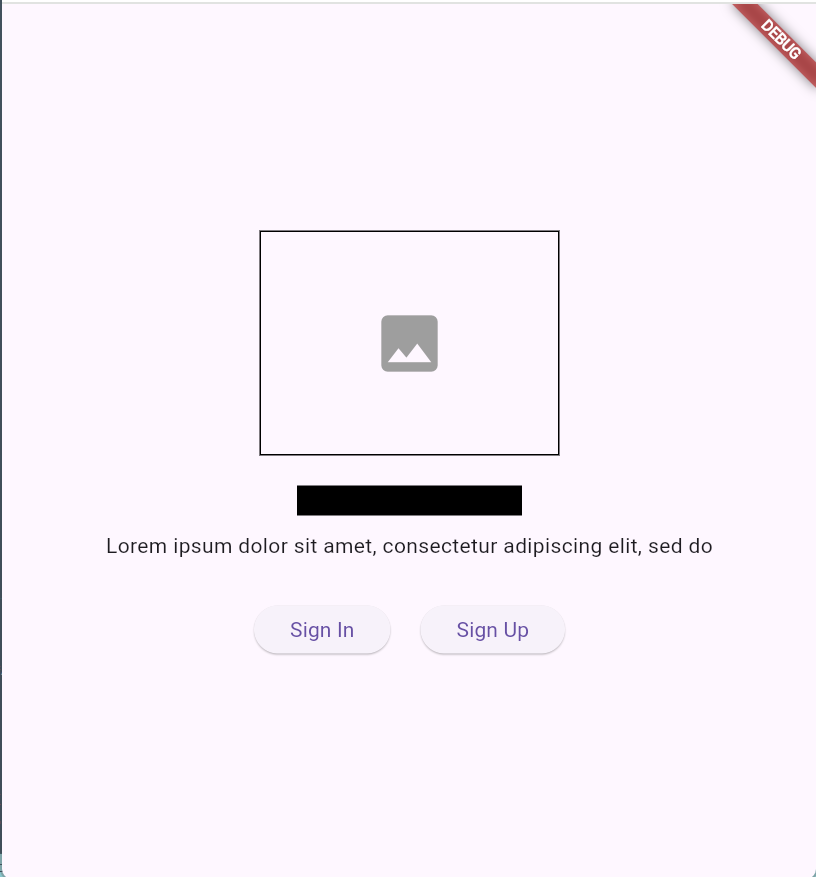 DEBUG
Lorem ipsum dolor sit amet, consectetur adipiscing elit, sed do
Sign In Sign Up